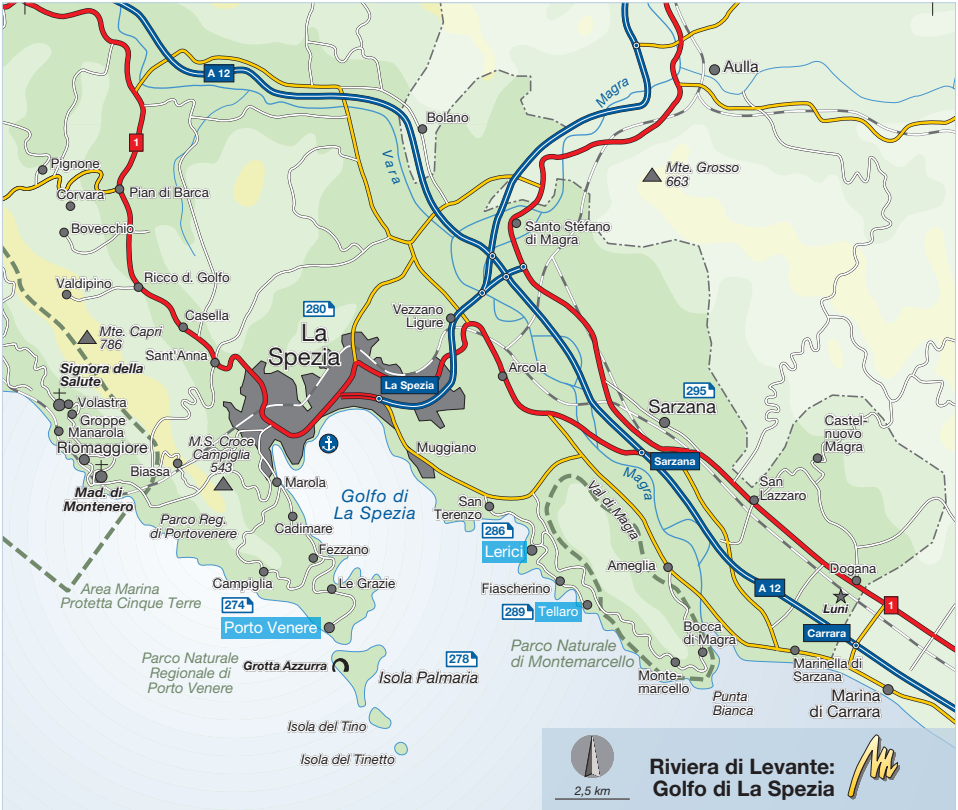 A 12
Magra
Aulla
Bolano
1
Vara
Pignone
Mte. Grosso
663
Corvara
Pian di Barca
Bovecchio
Santo Stéfano
di Magra
Valdipino
Ricco d. Golfo
280
Vezzano
Ligure
Casella
La
Spezia
Mte. Capri
786
Sant'Anna
Signora della
Salute
Arcola
La Spezia
295
Sarzana
Volastra
Groppe
Manarola
Riomaggiore
Castel-
nuovo
Magra
M.S. Croce
Campiglia
543
Muggiano
Biassa
Sarzana
Mad. di
Montenero
Marola
Golfo di
La Spezia
San
Terenzo
Val di Magra
Magra
San
Lazzaro
Parco Reg.
di Portovenere
Cadimare
286
Lerici
Fezzano
Ameglia
Dogana
Campiglia
Le Grazie
Fiascherino
A 12
Area Marina
Protetta Cinque Terre
274
Porto Venere
289
Tellaro
Luni
1
Bocca
di Magra
Carrara
Parco Naturale
di Montemarcello
Parco Naturale
Regionale di
Porto Venere
Grotta Azzurra
278
Isola Palmaria
Monte-
marcello
Marinella di
Sarzana
Punta
Bianca
Marina
di Carrara
Isola del Tino
Isola del Tinetto
2,5 km
Riviera di Levante:
Golfo di La Spezia